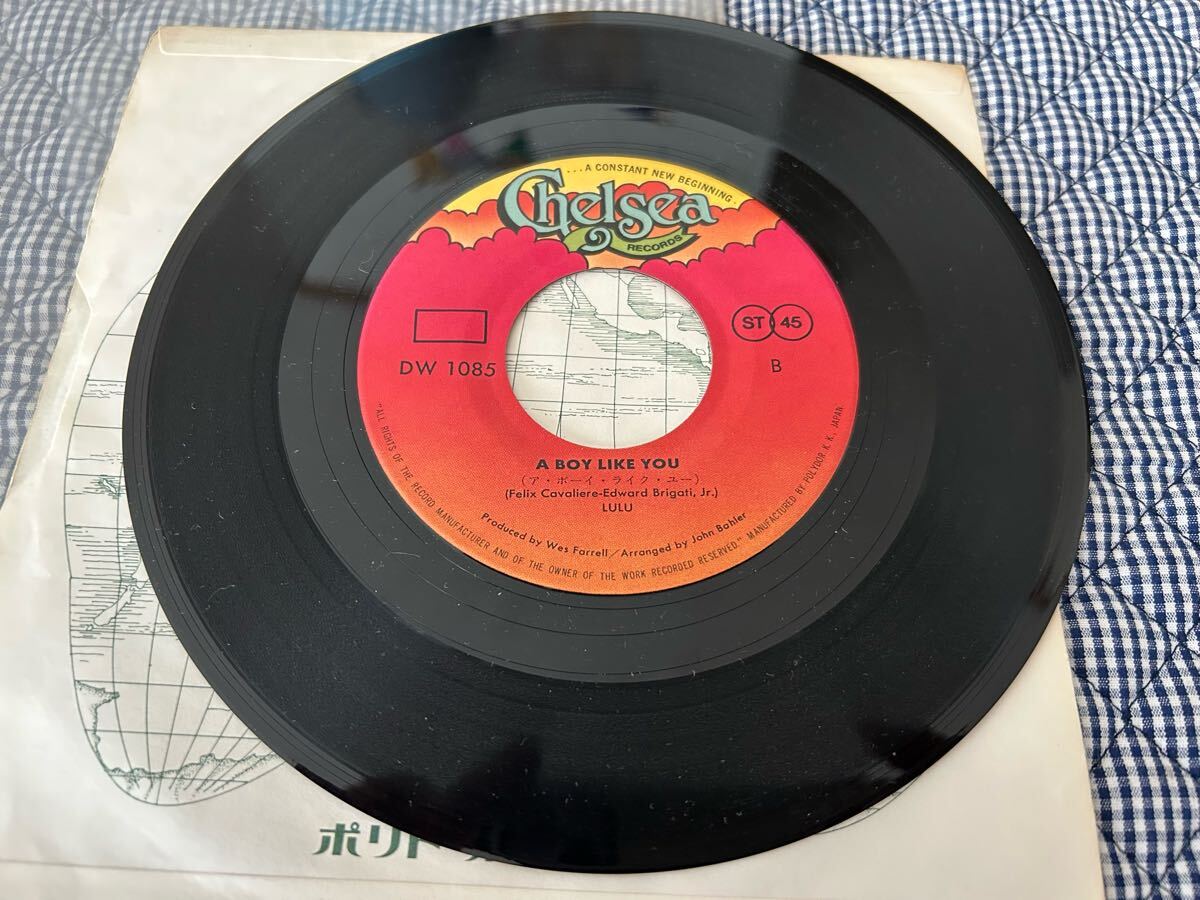 ...A CONSTANT NEW BEGINNING.
Chelsea
RECORDS
DW 1085
ST 45
B
A BOY LIKE YOU
(ア・ボーイ・ライク・ユー)
(Felix Cavaliere-Edward Brigati, Jr.)
LULU
Produced by Wes Farrell/Arranged by John Bahler
"ALL RIGHTS OF THE RECORD MANUFACTURER AND OF THE OWNER OF THE WORK RECORDED RESERVED." MANUFACTURED BY POLYDOR K. K., JAPAN
ポリド